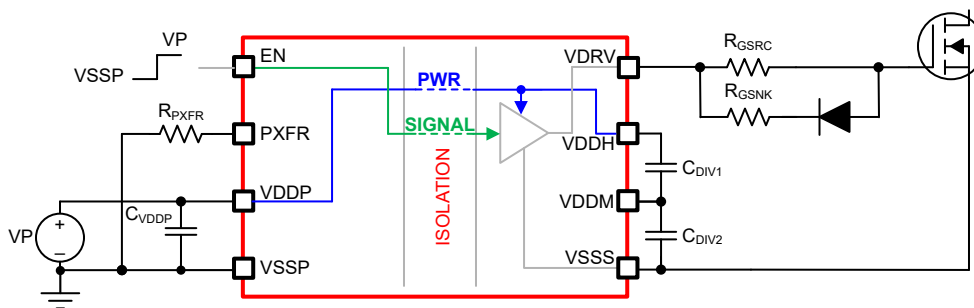 VP
VSSP
EN
VDRV
R_GSRC
PWR
R_GSNK
R_PXFR
PXFR
SIGNAL
VDDH
ISOLATION
C_DIV1
VDDP
VDDM
C_VDDP
VP
+
−
C_DIV2
VSSP
VSSS